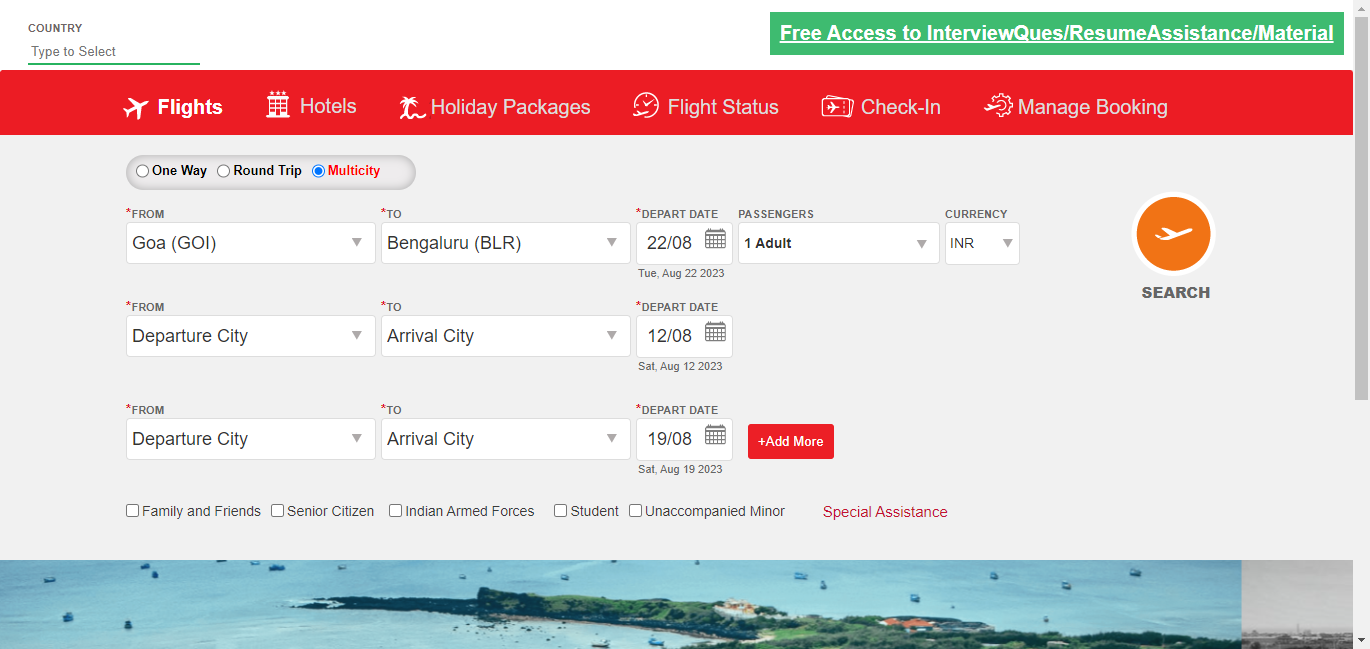 COUNTRY
Type to Select
Free Access to InterviewQues/ResumeAssistance/Material
Flights Hotels Holiday Packages Flight Status Check-In Manage Booking
One Way Round Trip Multicity
*FROM *TO *DEPART DATE PASSENGERS CURRENCY
Goa (GOI) Bengaluru (BLR) 22/08 1 Adult INR
Tue, Aug 22 2023
SEARCH
*FROM *TO *DEPART DATE
Departure City Arrival City 12/08
Sat, Aug 12 2023
*FROM *TO *DEPART DATE
Departure City Arrival City 19/08 +Add More
Sat, Aug 19 2023
Family and Friends Senior Citizen Indian Armed Forces Student Unaccompanied Minor Special Assistance